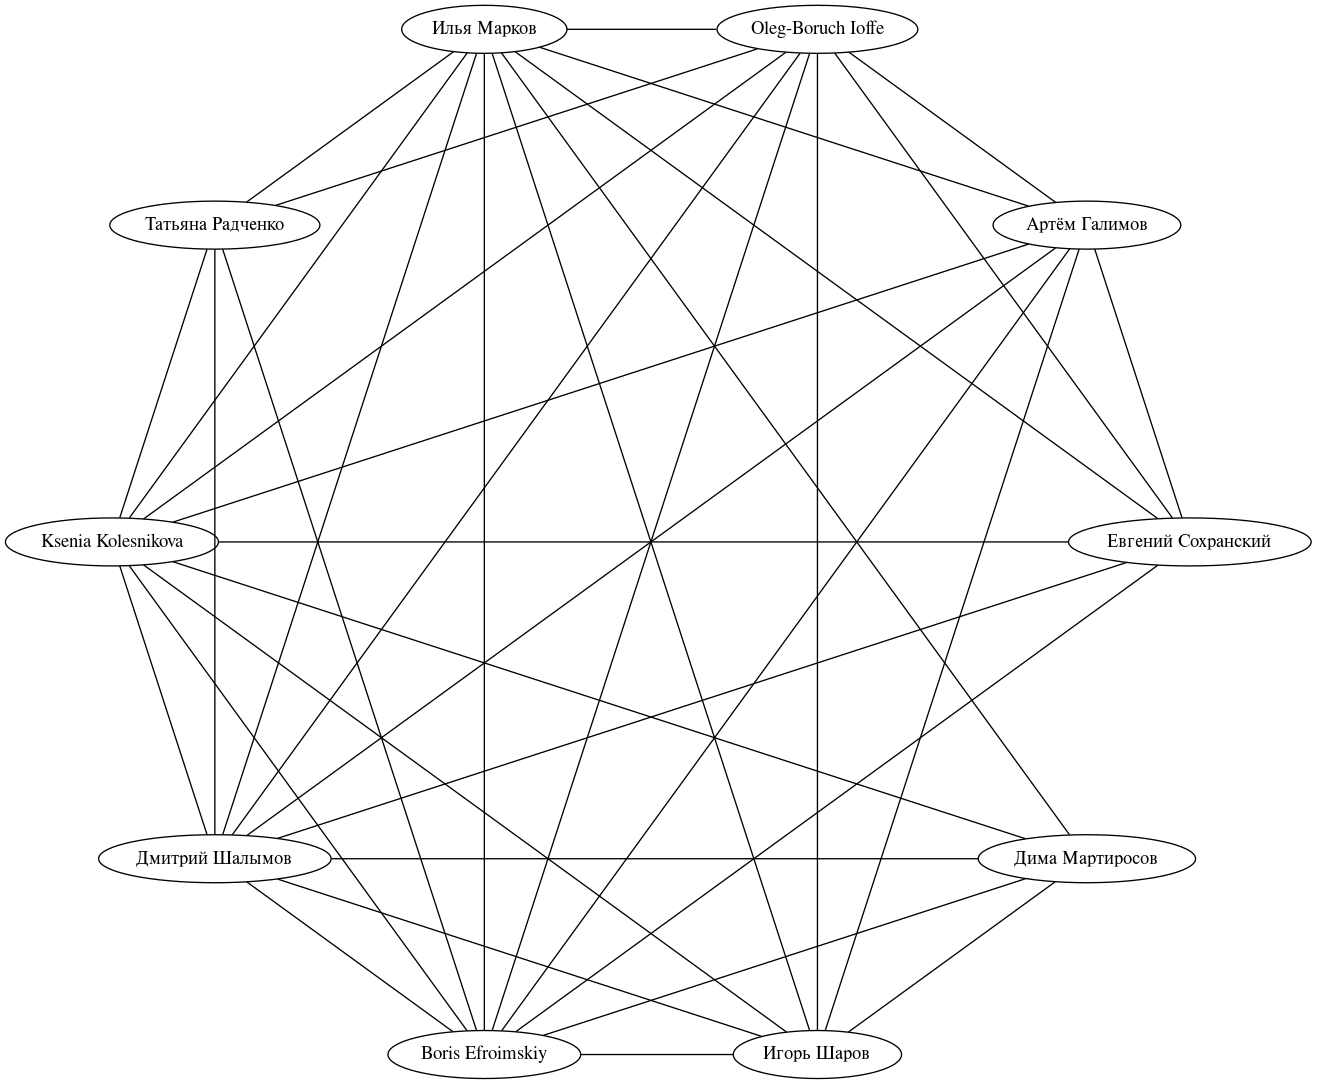 Илья Марков
Oleg-Boruch Ioffe
Татьяна Радченко
Артём Галимов
Ksenia Kolesnikova
Евгений Сохранский
Дмитрий Шалымов
Дима Мартиросов
Boris Efroimskiy
Игорь Шаров